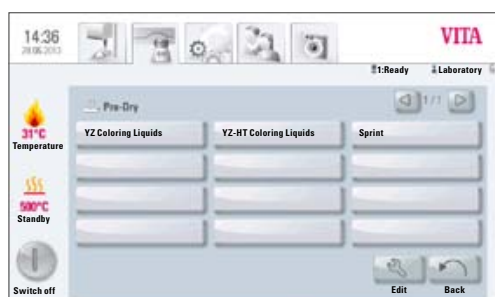 14:36
28.06.2013
VITA
1:Ready Laboratory
Pre-Dry
1/1
31°C
Temperature
YZ Coloring Liquids YZ-HT Coloring Liquids Sprint
500°C
Standby
Switch off
Edit Back